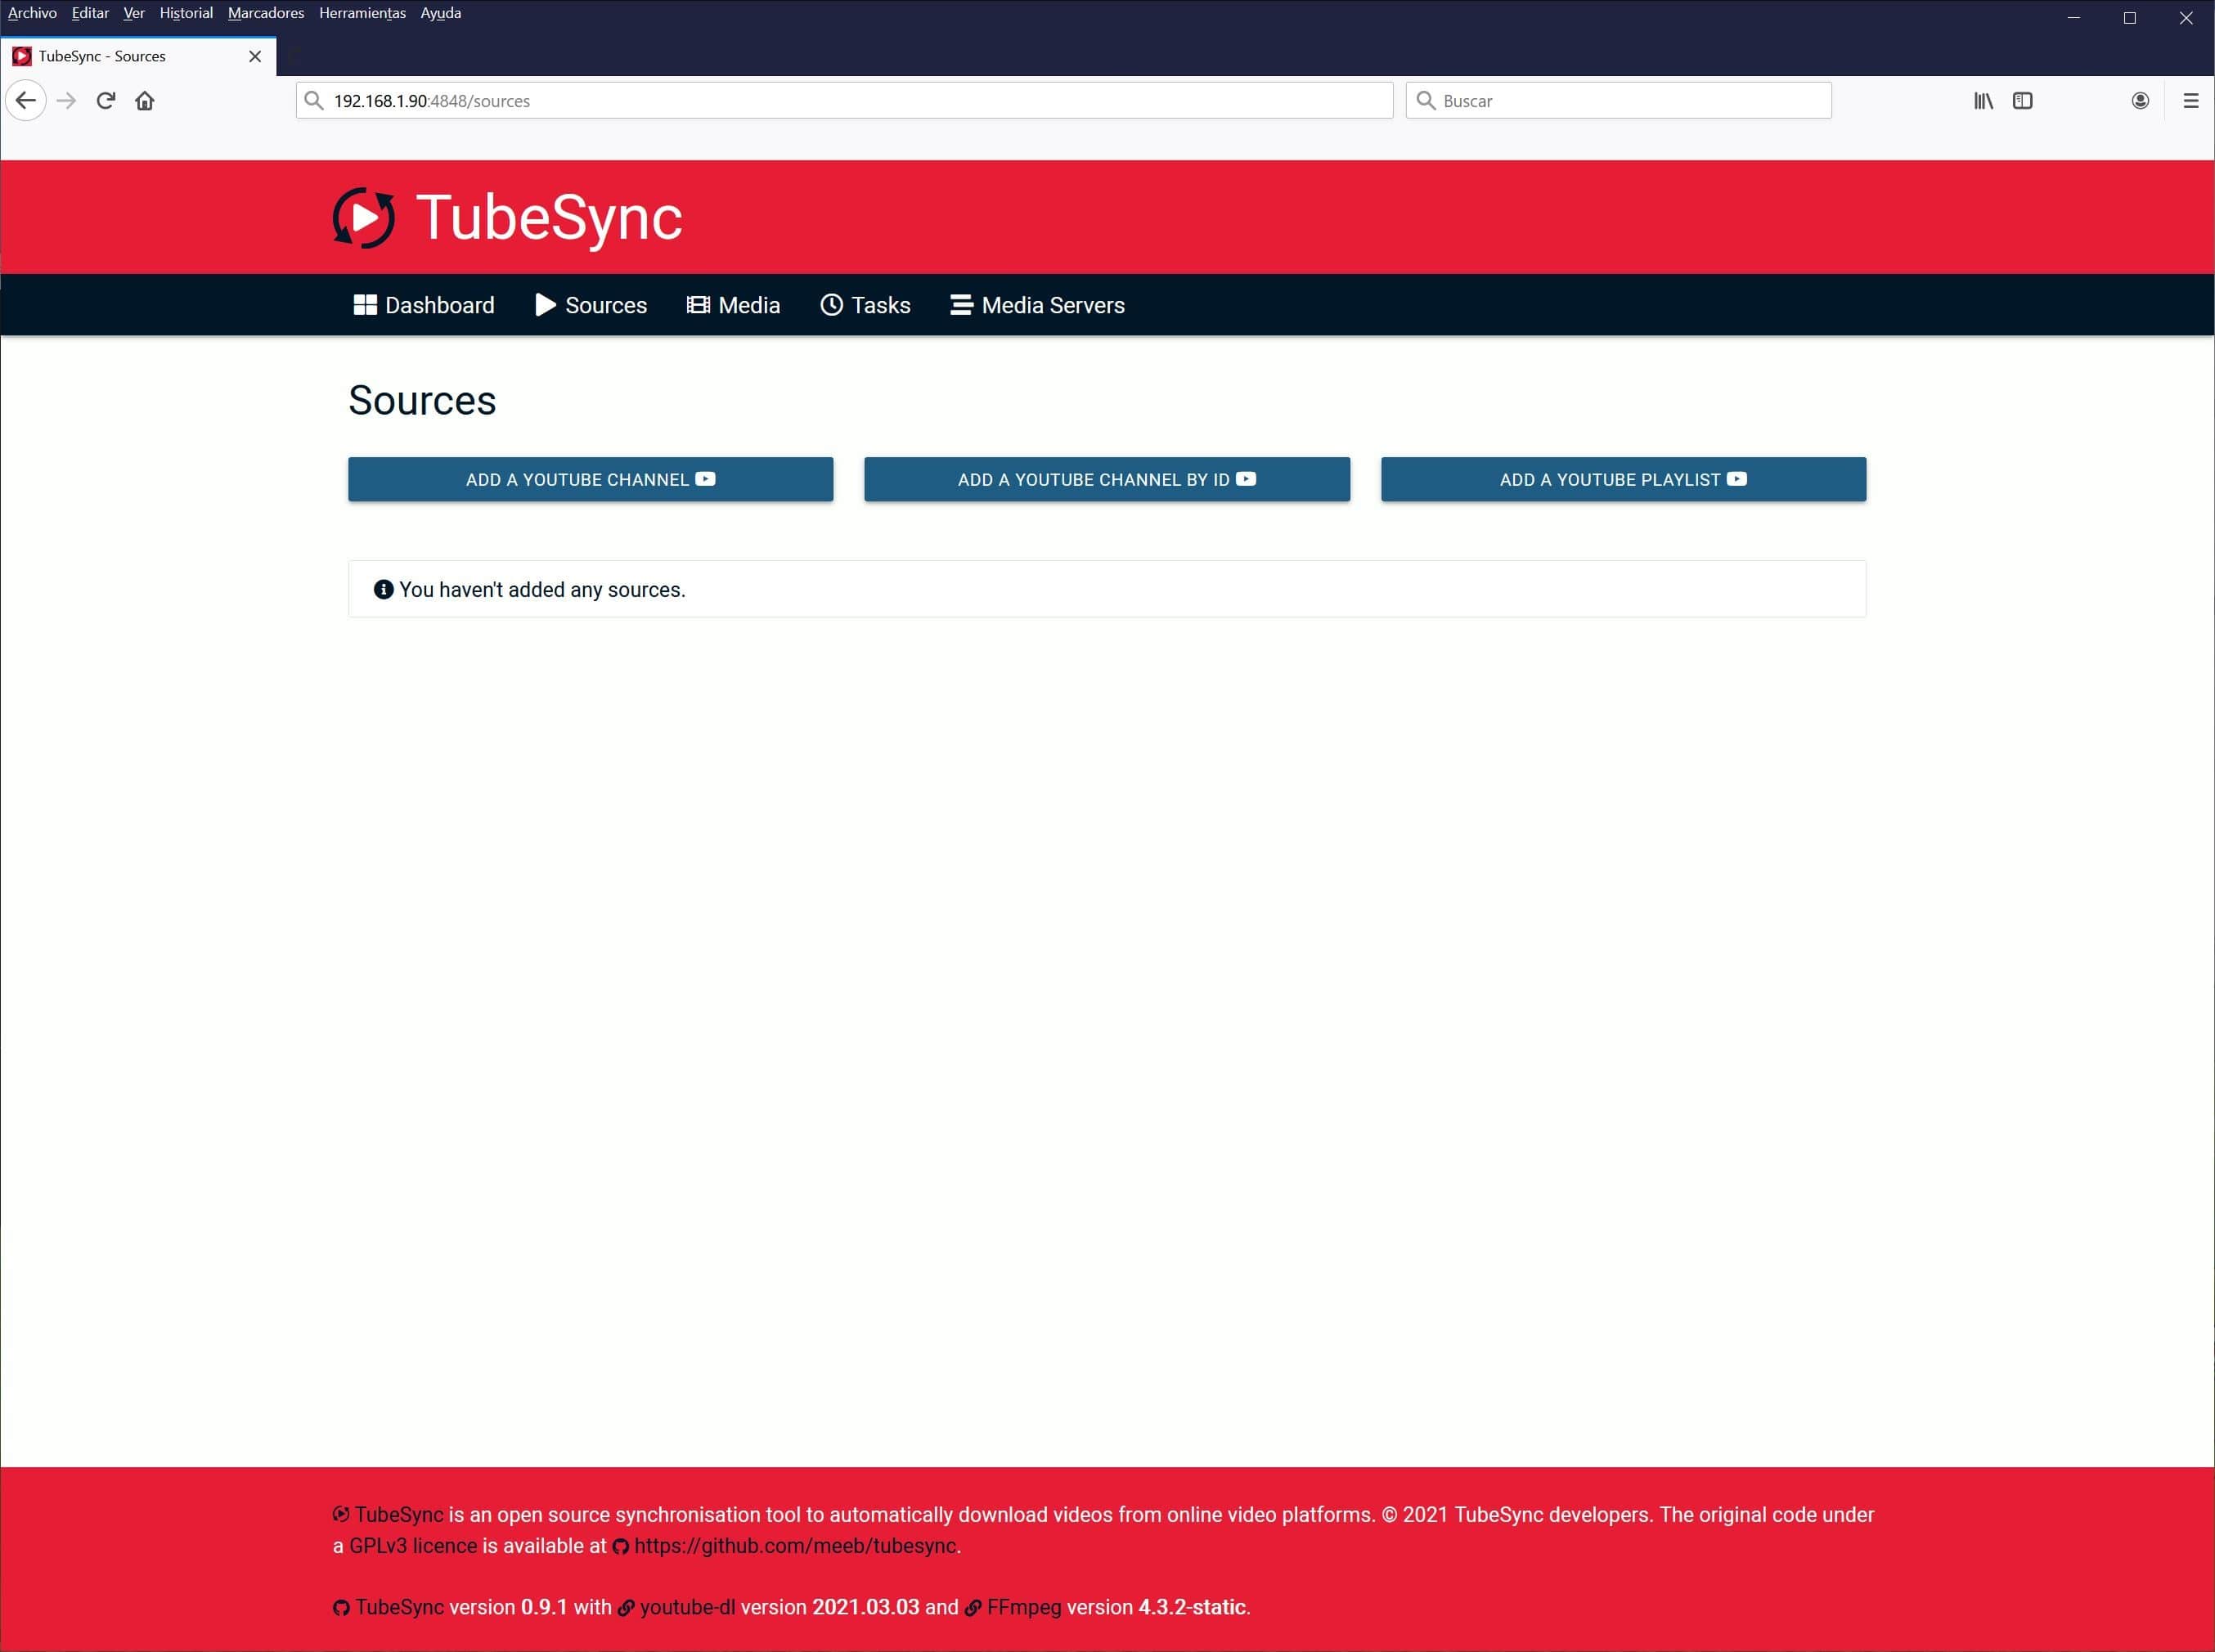 Archivo Editar Ver Historial Marcadores Herramientas Ayuda
TubeSync - Sources
192.168.1.90:4848/sources
Buscar
TubeSync
Dashboard Sources Media Tasks Media Servers
Sources
ADD A YOUTUBE CHANNEL
ADD A YOUTUBE CHANNEL BY ID
ADD A YOUTUBE PLAYLIST
You haven't added any sources.
TubeSync is an open source synchronisation tool to automatically download videos from online video platforms. © 2021 TubeSync developers. The original code under
a GPLv3 licence is available at https://github.com/meeb/tubesync.
TubeSync version 0.9.1 with youtube-dl version 2021.03.03 and FFmpeg version 4.3.2-static.